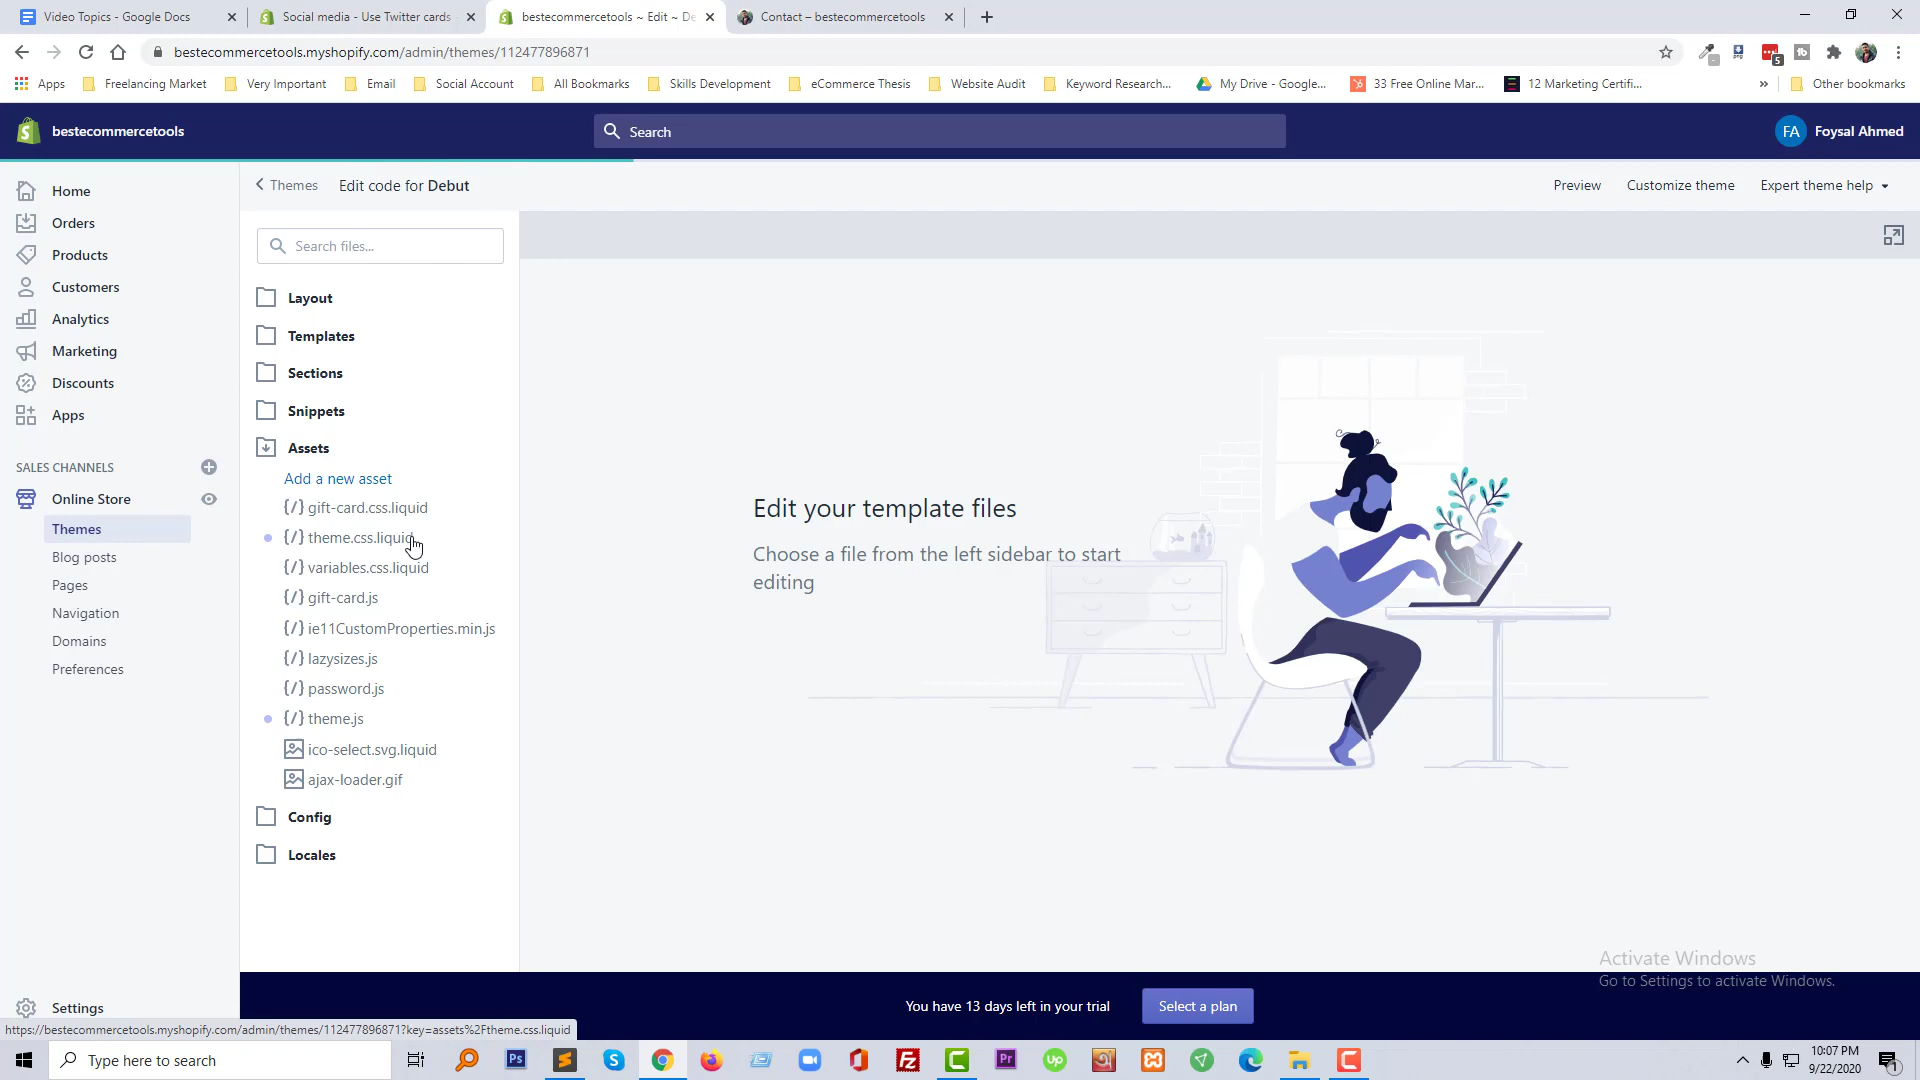 Video Topics - Google Docs
Social media - Use Twitter cards
bestecommercetools ~ Edit ~ De
Contact – bestecommercetools
bestecommercetools.myshopify.com/admin/themes/112477896871
5
Apps
Freelancing Market
Very Important
Email
Social Account
All Bookmarks
Skills Development
eCommerce Thesis
Website Audit
Keyword Research...
My Drive - Google...
33 Free Online Mar...
12 Marketing Certifi...
Other bookmarks
bestecommercetools
Search
FA
Foysal Ahmed
Home
Orders
Products
Customers
Analytics
Marketing
Discounts
Apps
SALES CHANNELS
Online Store
Themes
Blog posts
Pages
Navigation
Domains
Preferences
Settings
Themes
Edit code for Debut
Preview
Customize theme
Expert theme help
Search files...
Layout
Templates
Sections
Snippets
Assets
Add a new asset
{/} gift-card.css.liquid
{/} theme.css.liquid
{/} variables.css.liquid
{/} gift-card.js
{/} ie11CustomProperties.min.js
{/} lazysizes.js
{/} password.js
{/} theme.js
ico-select.svg.liquid
ajax-loader.gif
Config
Locales
Edit your template files
Choose a file from the left sidebar to start
editing
Activate Windows
Go to Settings to activate Windows.
You have 13 days left in your trial
Select a plan
https://bestecommercetools.myshopify.com/admin/themes/112477896871?key=assets%2Ftheme.css.liquid
Type here to search
Ps
Pr
Up
10:07 PM
9/22/2020
1